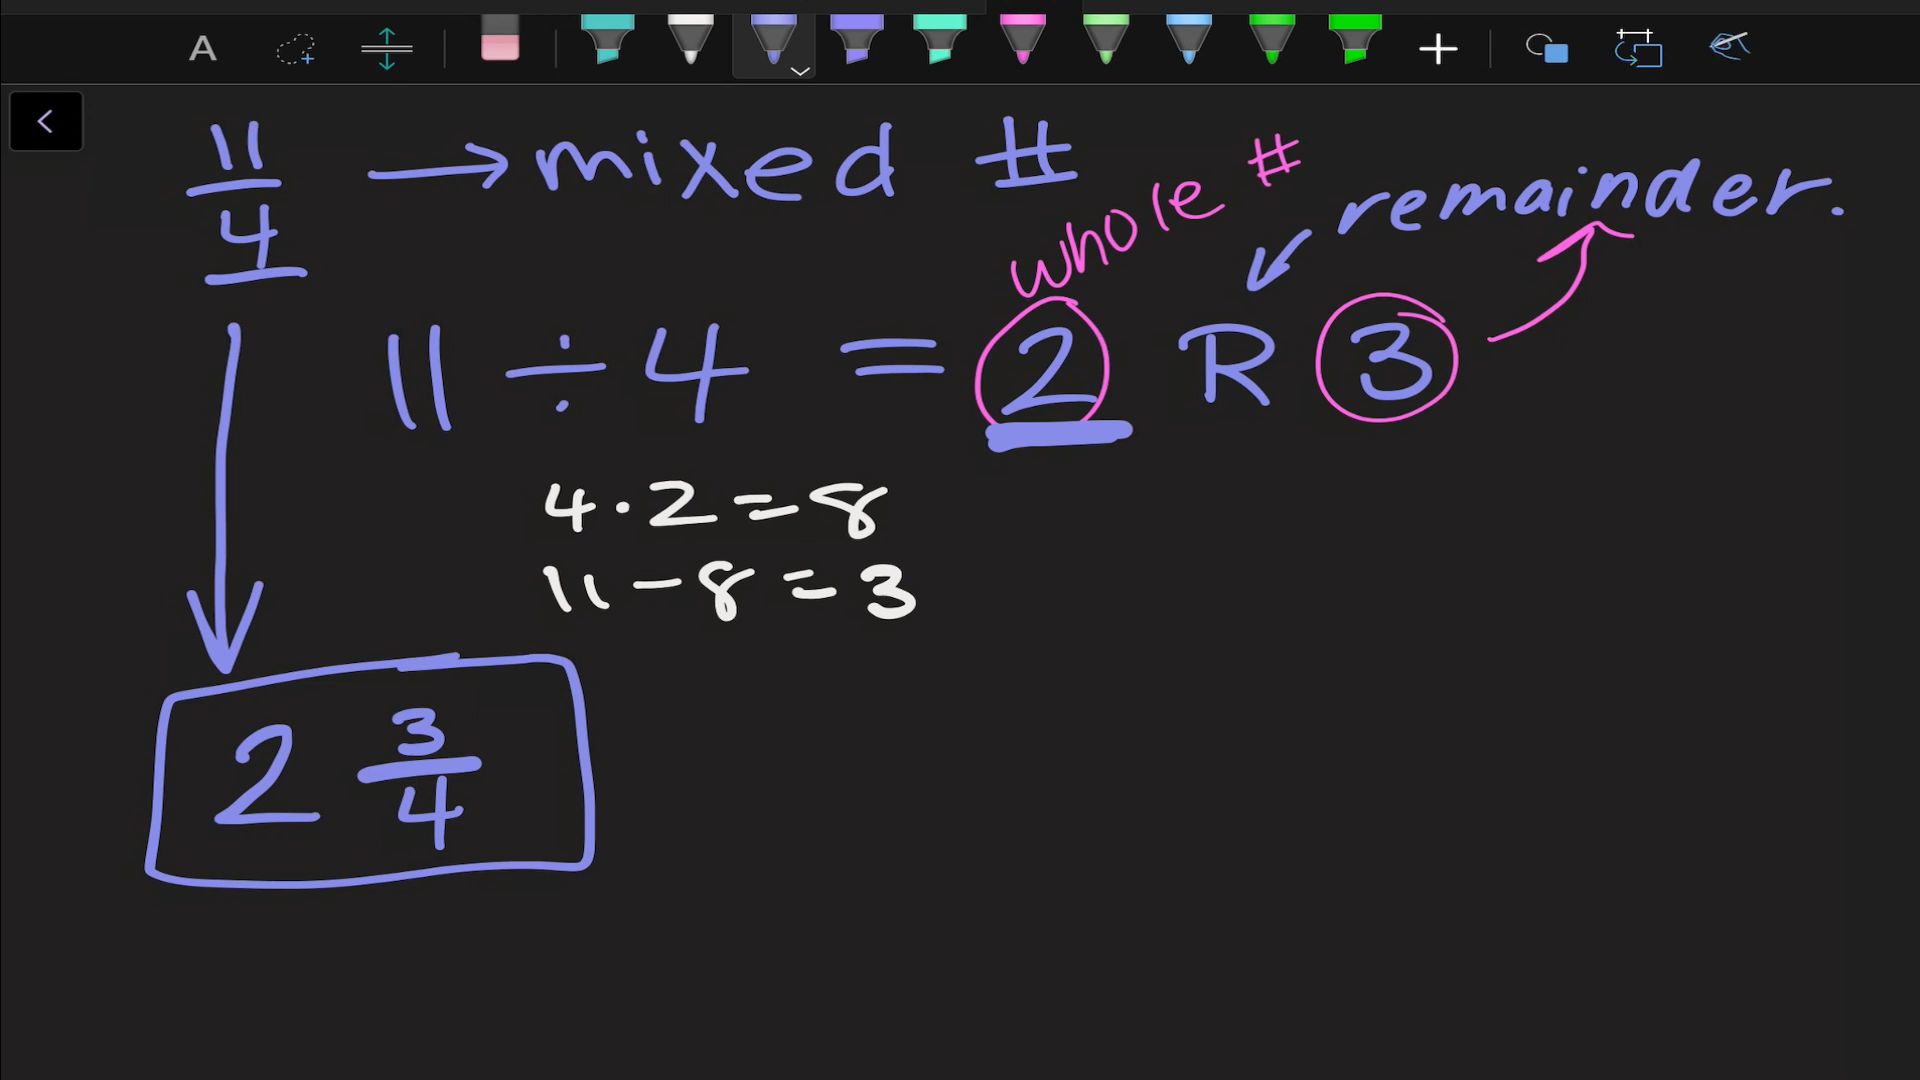 A
11/4 → mixed #
whole #
remainder.
11 ÷ 4 = 2 R 3
4 · 2 = 8
11 - 8 = 3
2 3/4